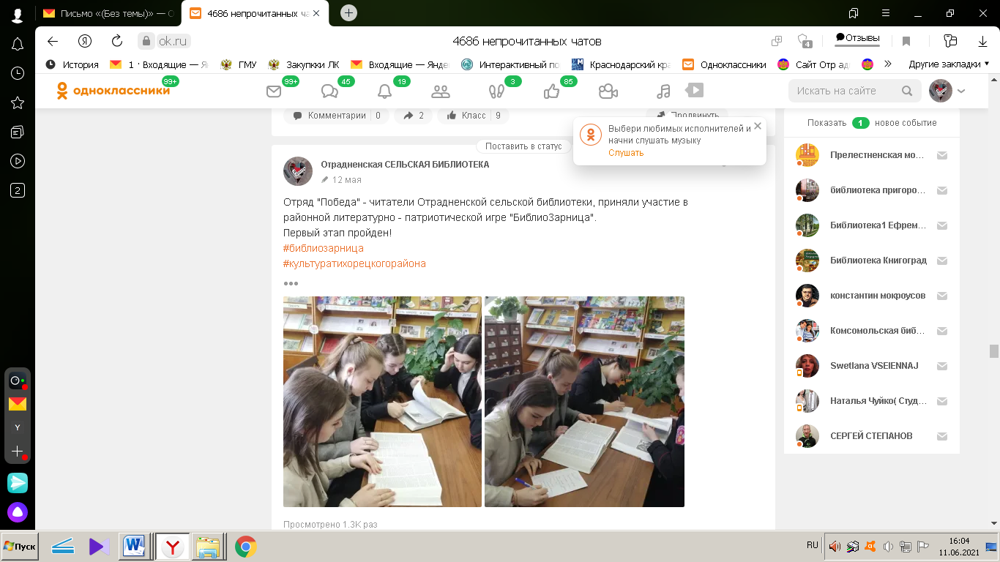 Письмо «(Без темы)» — О
4686 непрочитанных ча
ok.ru
4686 непрочитанных чатов
4
Отзывы
История
1 · Входящие — Ян
ГМУ
Закупкки ЛК
Входящие — Яндек
Интерактивный по
Краснодарский кра
Одноклассники
Сайт Отр ад
Другие закладки
одноклассники
99+
99+
45
19
3
85
Искать на сайте
Комментарии 0
2
Класс 9
Продвинуть
Поставить в статус
Выбери любимых исполнителей и
начни слушать музыку
Слушать
Отрадненская СЕЛЬСКАЯ БИБЛИОТЕКА
12 мая
Отряд "Победа" - читатели Отрадненской сельской библиотеки, приняли участие в
районной литературно - патриотической игре "БиблиоЗарница".
Первый этап пройден!
#библиозарница
#культуратихорецкогорайона
Просмотрено 1.3K раз
Показать 1 новое событие
Прелестненская мо...
библиотека пригоро...
Библиотека1 Ефрем...
Библиотека Книгоград
константин мокроусов
Комсомольская биб...
Swetlana VSEIENNAJ
Наталья Чуйко( Студ...
СЕРГЕЙ СТЕПАНОВ
2
Y
Пуск
RU
16:04
11.06.2021